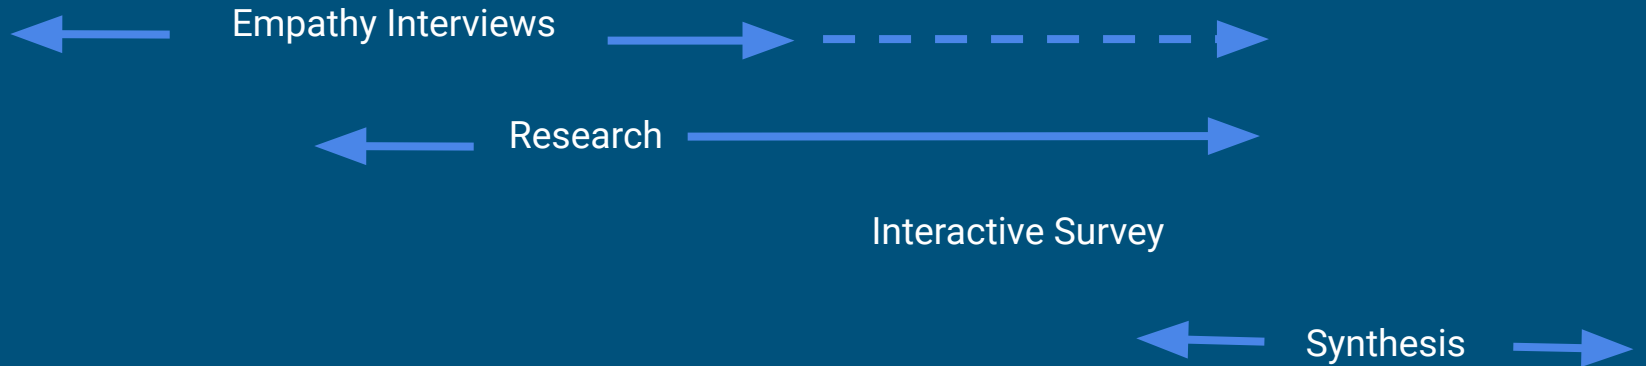 Empathy Interviews
Research
Interactive Survey
Synthesis